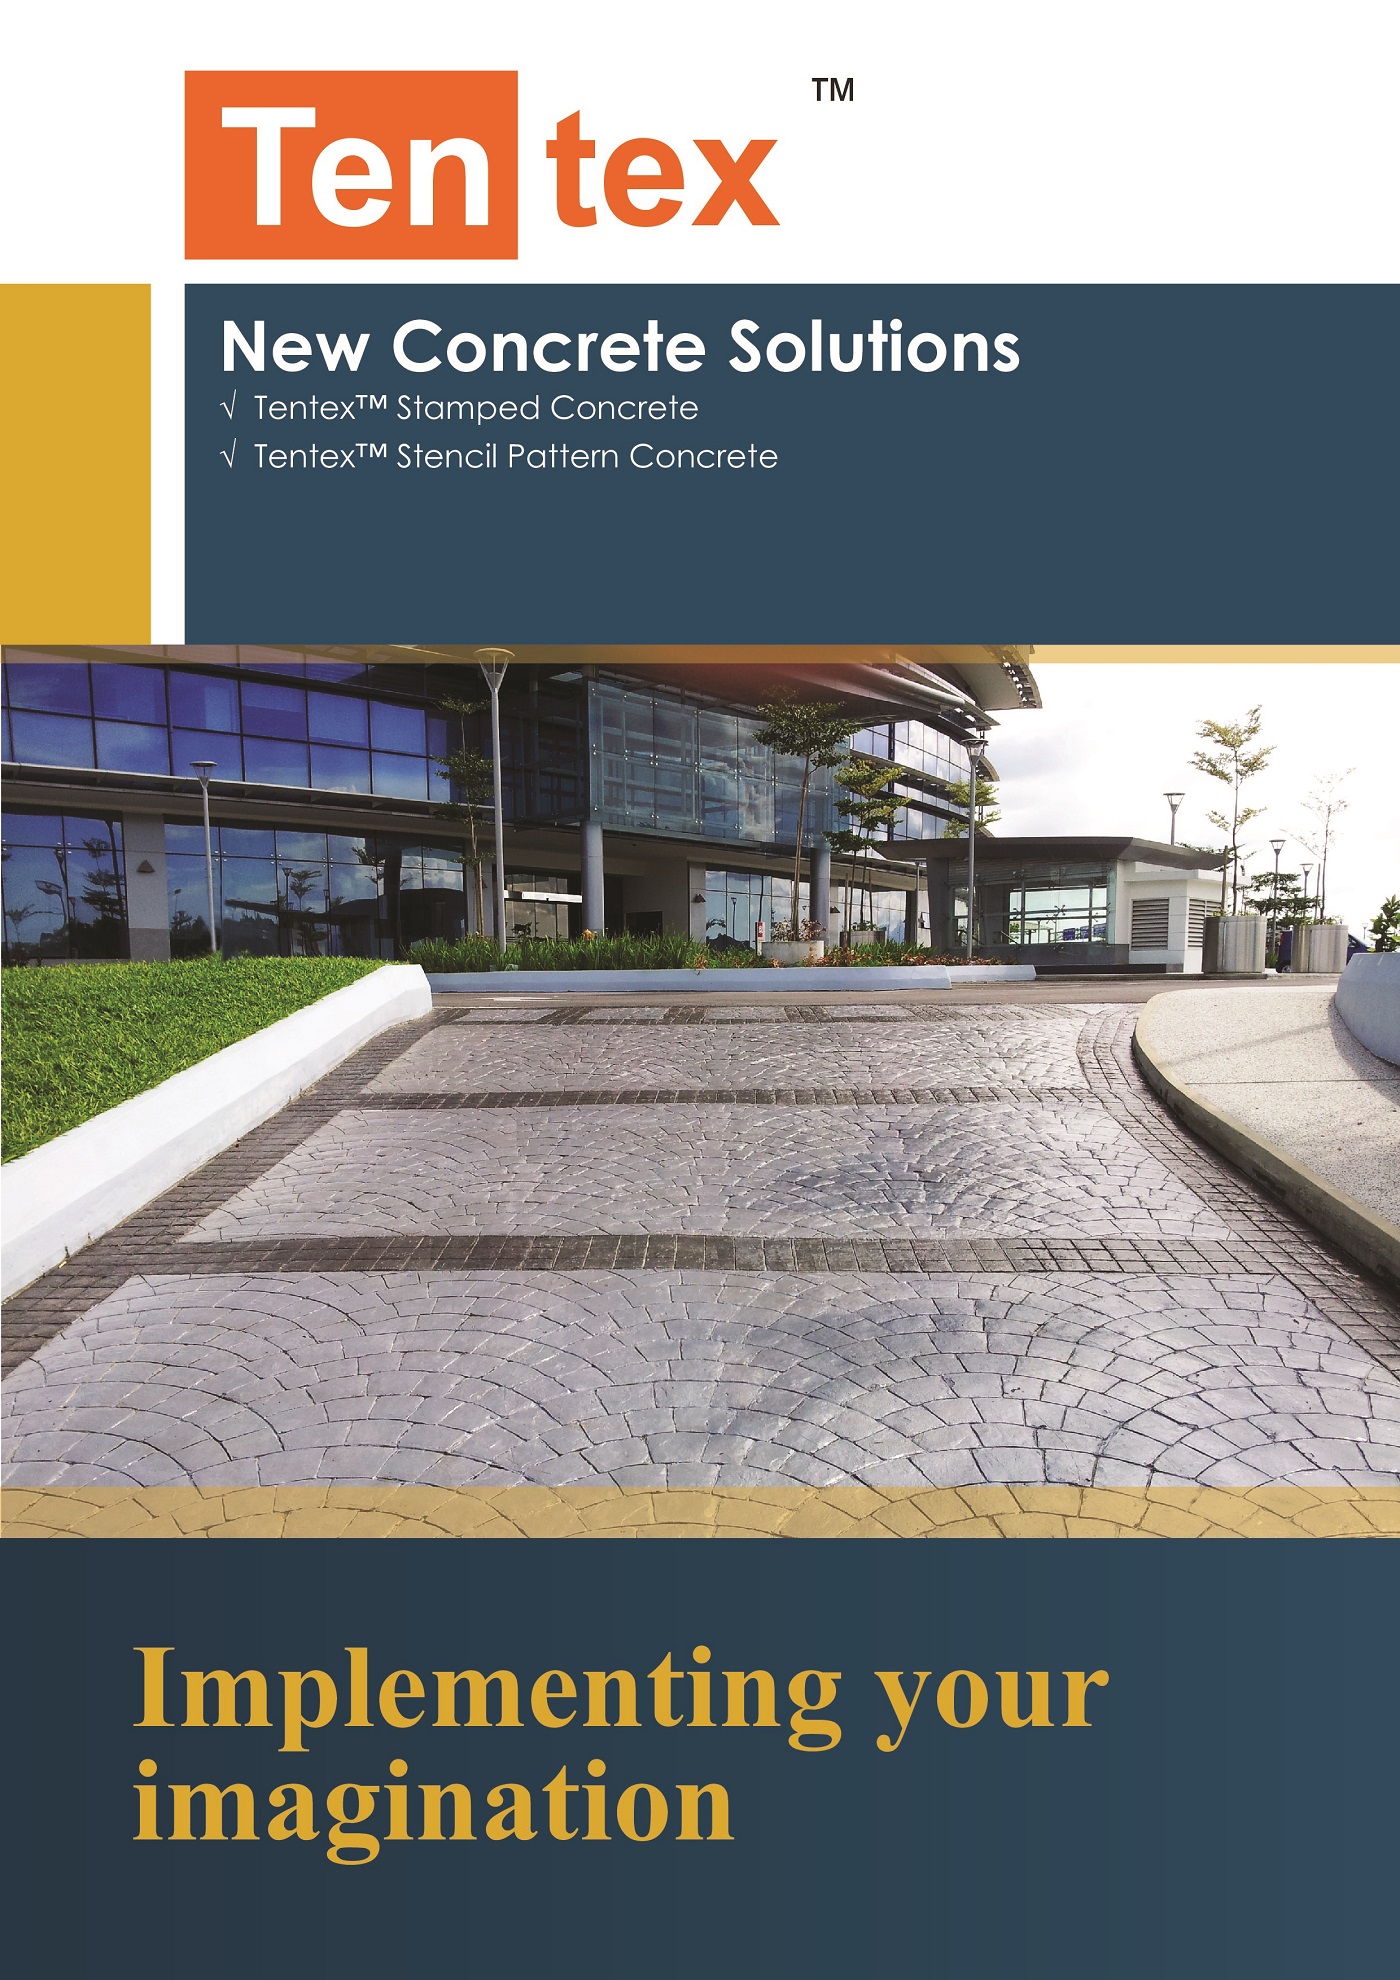 Ten tex ™
New Concrete Solutions
√ Tentex™ Stamped Concrete
√ Tentex™ Stencil Pattern Concrete
Implementing your
imagination